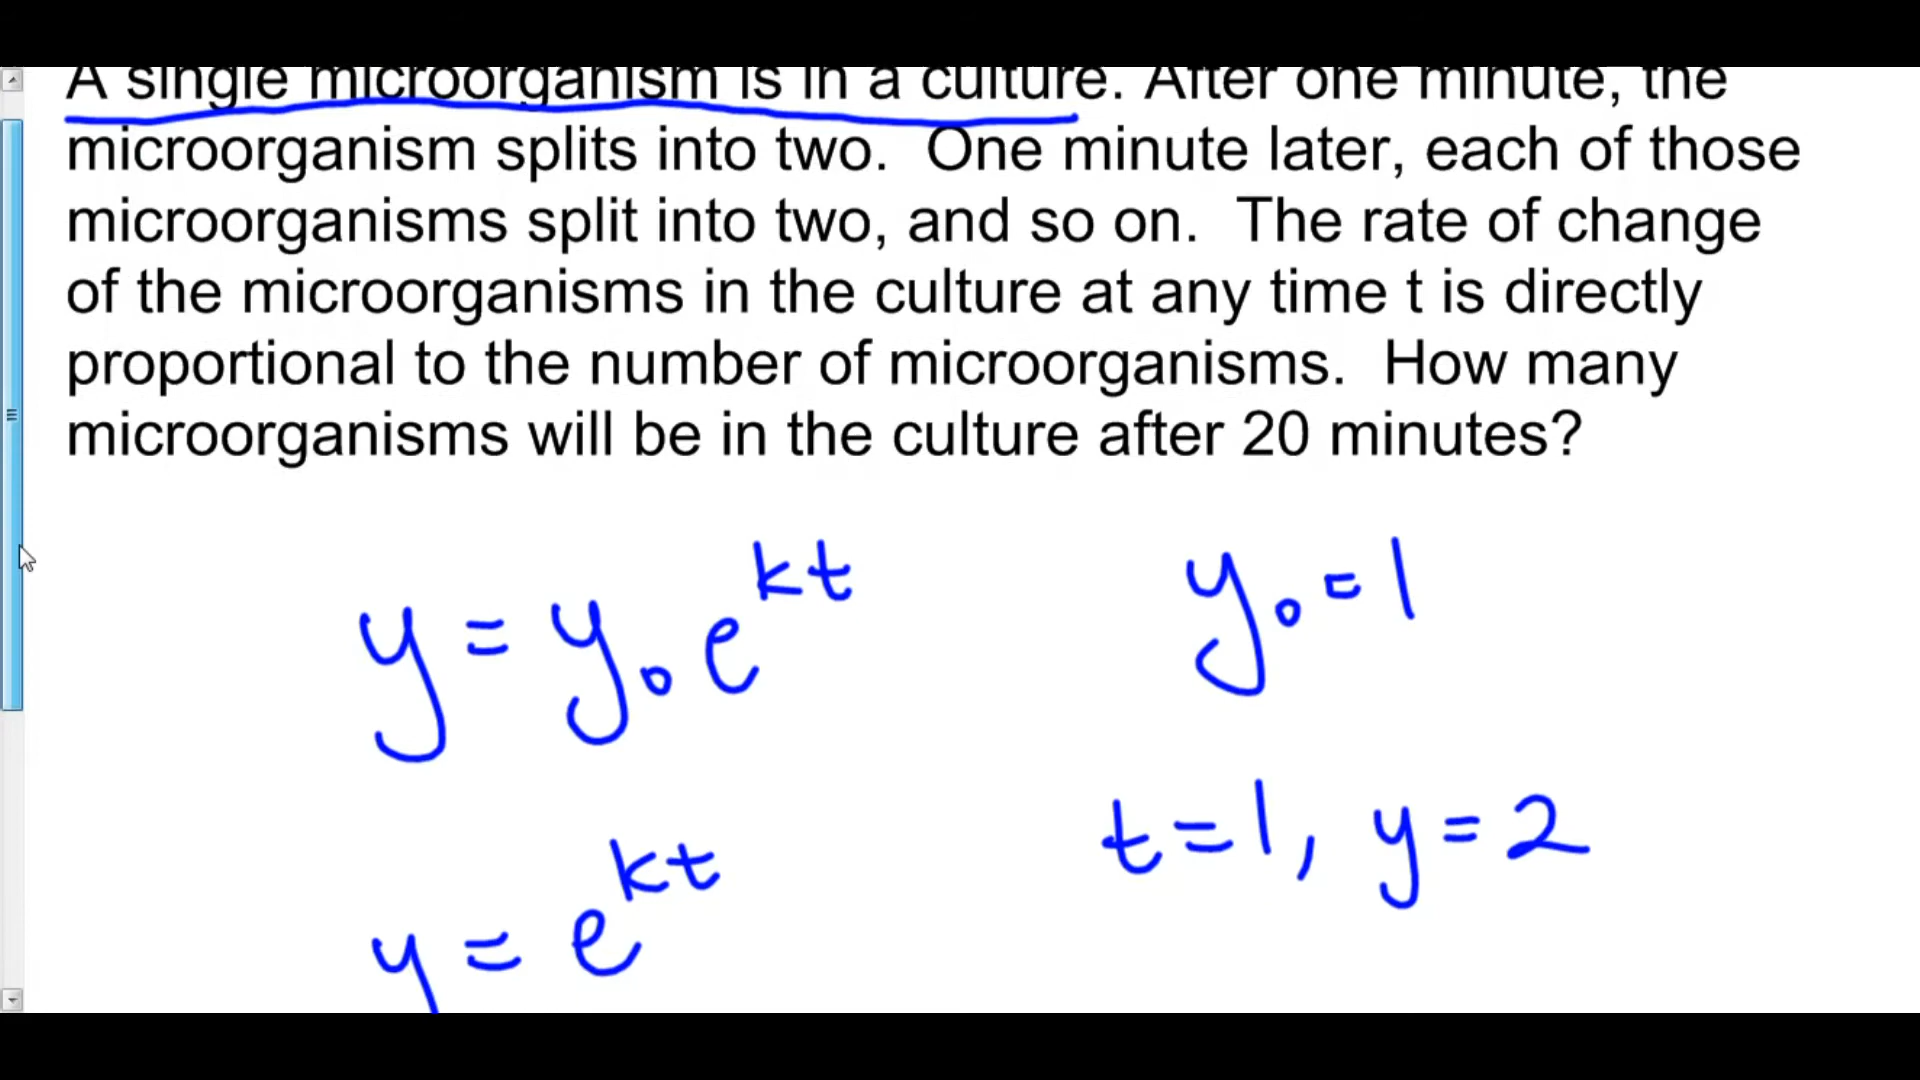 A single microorganism is in a culture. After one minute, the
microorganism splits into two. One minute later, each of those
microorganisms split into two, and so on. The rate of change
of the microorganisms in the culture at any time t is directly
proportional to the number of microorganisms. How many
microorganisms will be in the culture after 20 minutes?
y = y₀ e^kt
y₀ = 1
t = 1, y = 2
y = e^kt